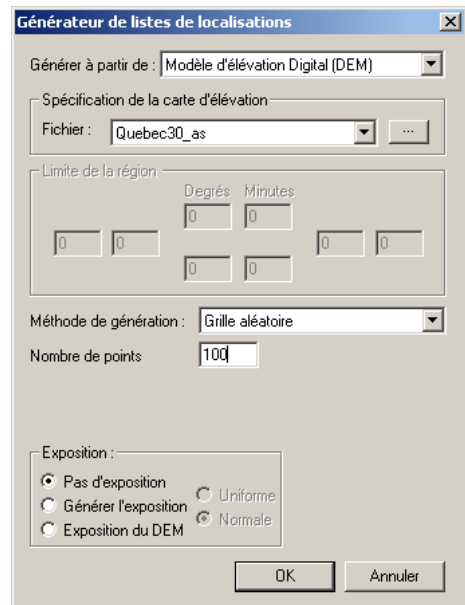 Générateur de listes de localisations
Générer à partir de : Modèle d'élévation Digital (DEM)
Spécification de la carte d'élévation
Fichier : Quebec30_as ...
Limite de la région
Degrés Minutes
0 0
0 0 0 0
0 0
Méthode de génération : Grille aléatoire
Nombre de points 100
Exposition :
Pas d'exposition
Uniforme
Générer l'exposition
Normale
Exposition du DEM
OK Annuler